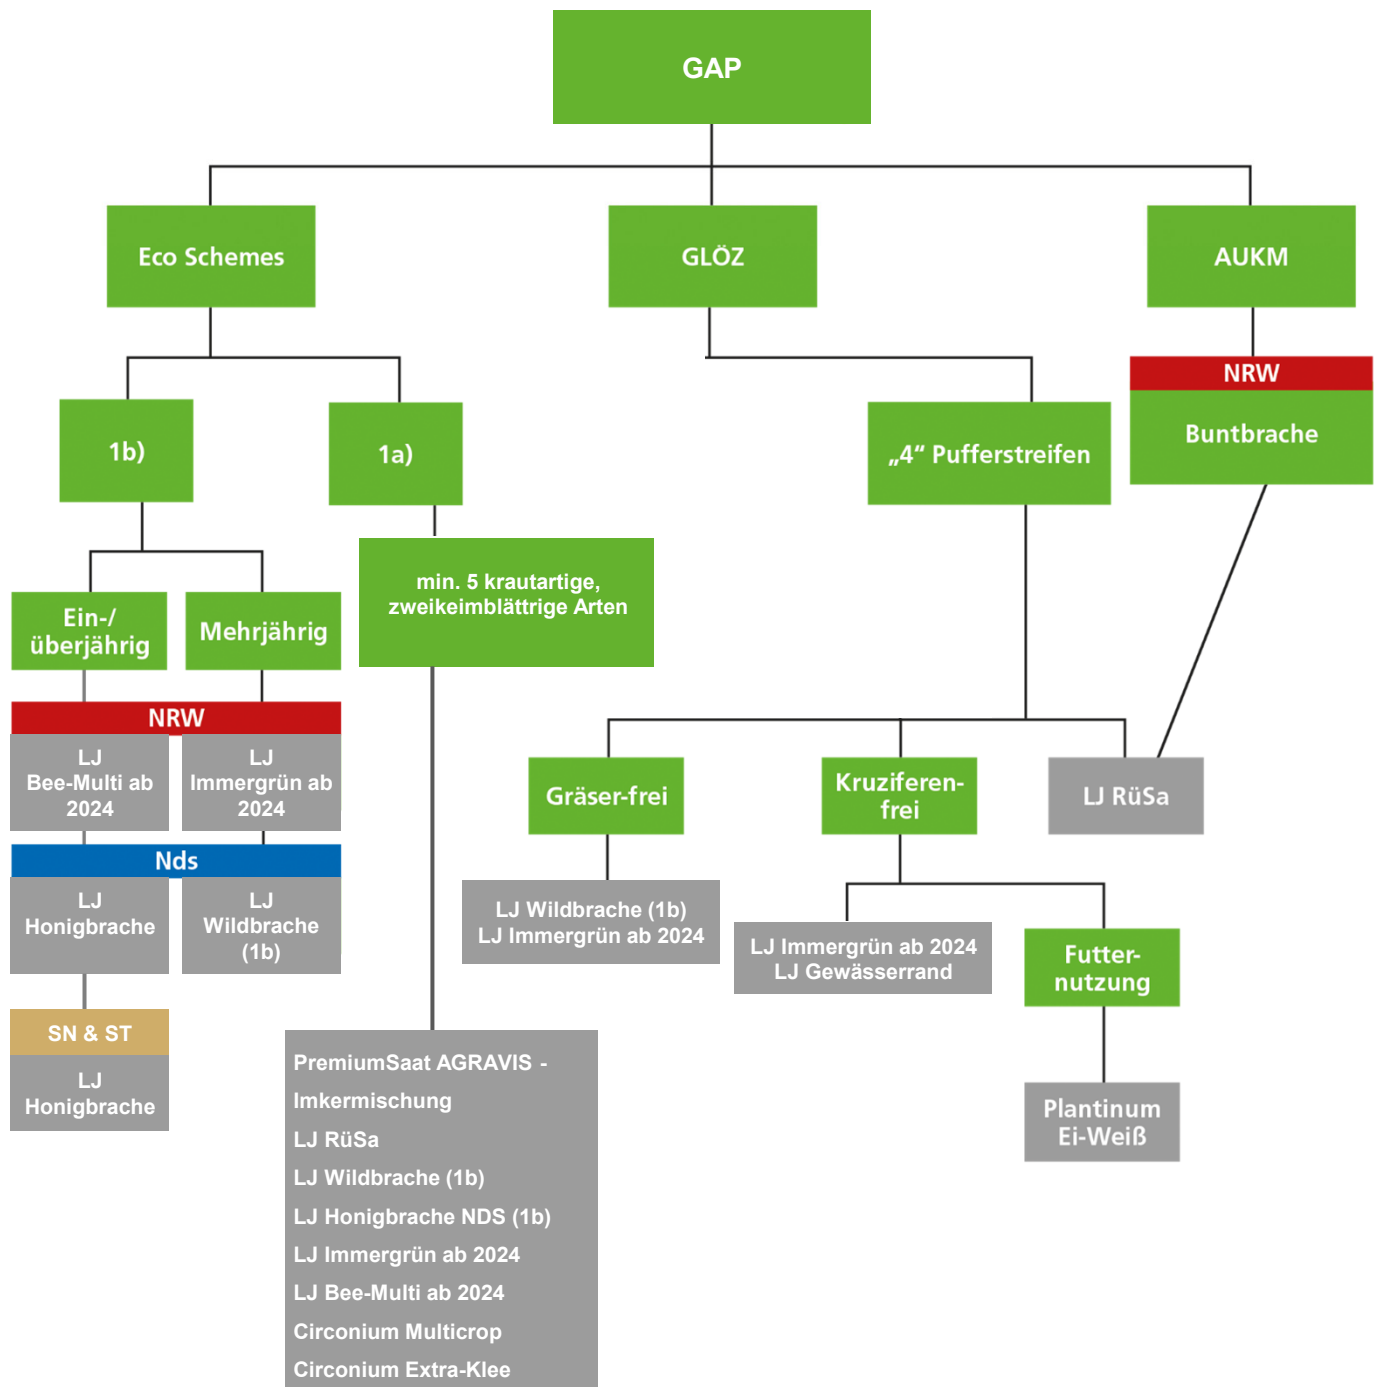 GAP
Eco Schemes
GLÖZ
AUKM
NRW
Buntbrache
1b)
1a)
„4“ Pufferstreifen
min. 5 krautartige,
zweikeimblättrige Arten
Ein-/
überjährig
Mehrjährig
NRW
LJ
Bee-Multi ab
2024
LJ
Immergrün ab
2024
Nds
LJ
Honigbrache
LJ
Wildbrache
(1b)
SN & ST
LJ
Honigbrache
Gräser-frei
Kruziferen-
frei
LJ RüSa
LJ Wildbrache (1b)
LJ Immergrün ab 2024
LJ Immergrün ab 2024
LJ Gewässerrand
Futter-
nutzung
Plantinum
Ei-Weiß
PremiumSaat AGRAVIS -
Imkermischung
LJ RüSa
LJ Wildbrache (1b)
LJ Honigbrache NDS (1b)
LJ Immergrün ab 2024
LJ Bee-Multi ab 2024
Circonium Multicrop
Circonium Extra-Klee